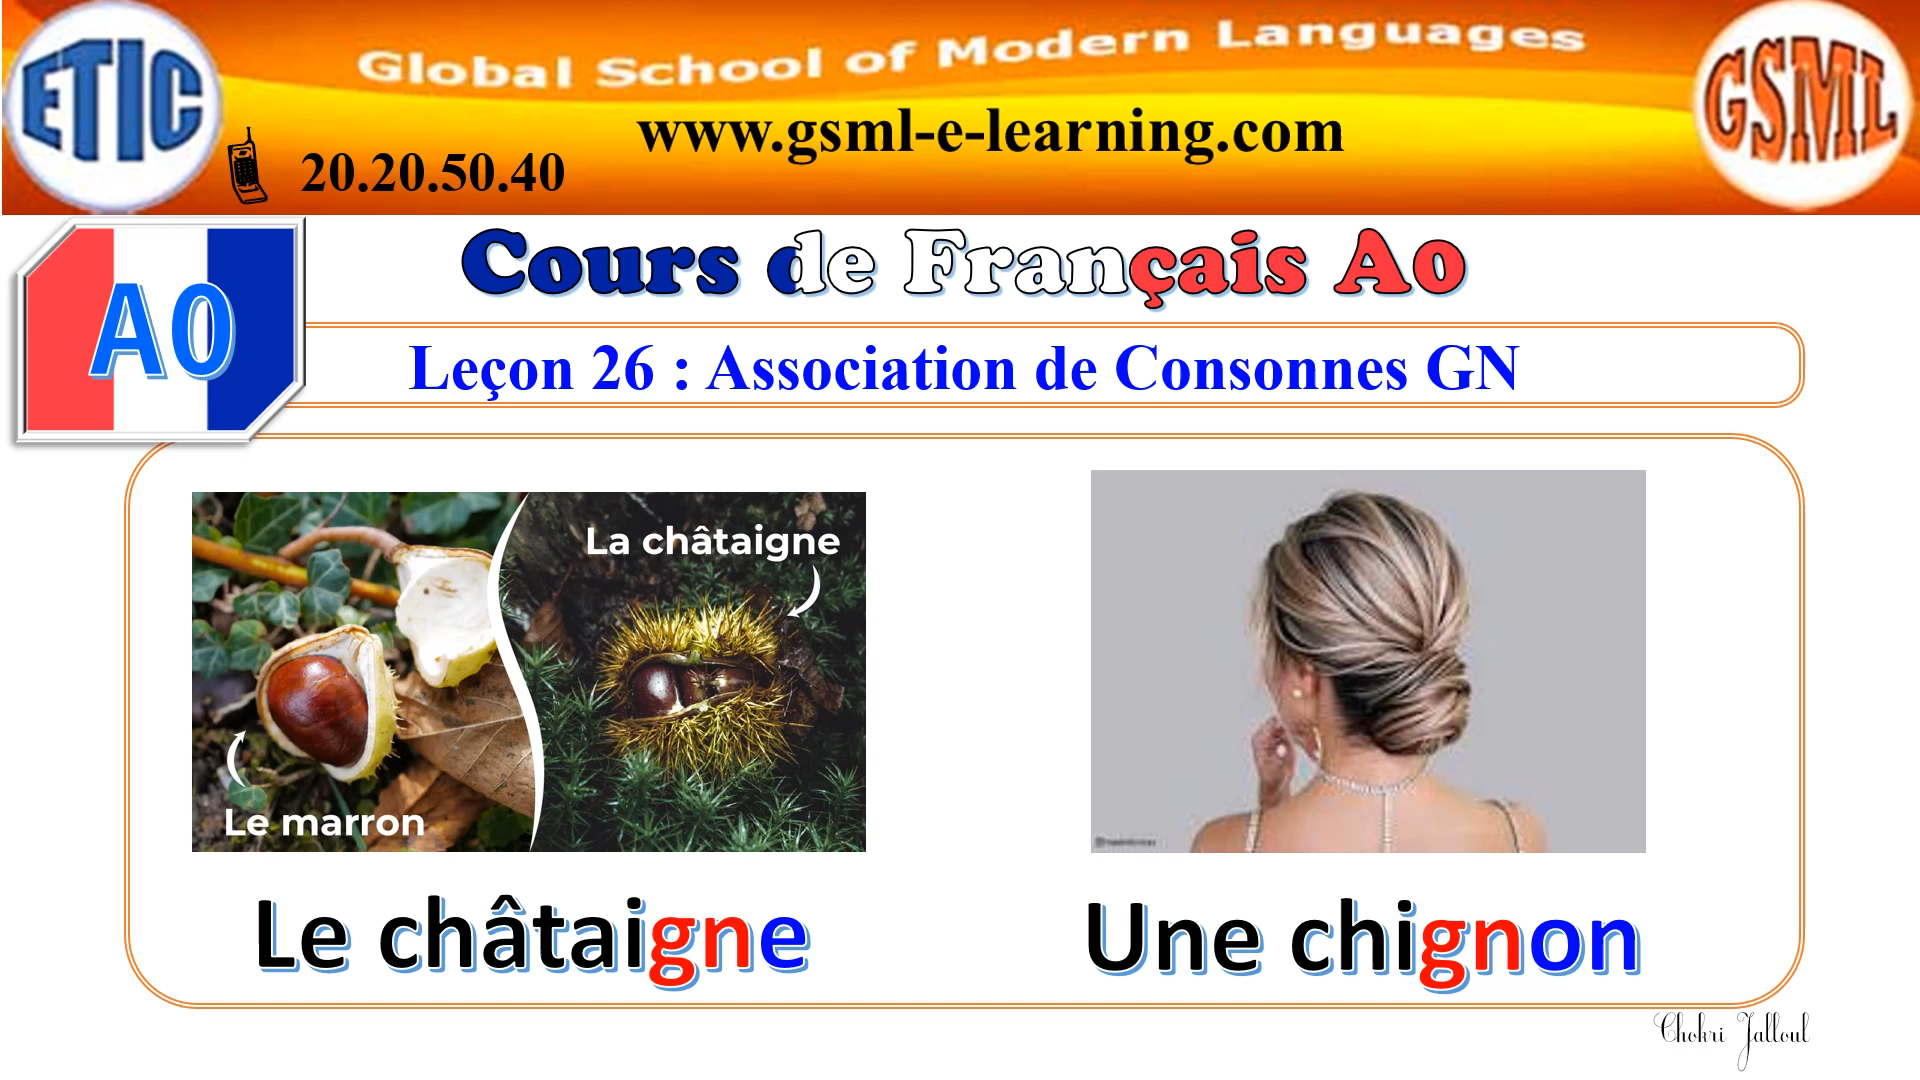 ETIC
Global School of Modern Languages
GSML
www.gsml-e-learning.com
20.20.50.40
A0
Cours de Français A0
Leçon 26 : Association de Consonnes GN
La châtaigne
Le marron
Le châtaigne
Une chignon
Chokri Jalloul